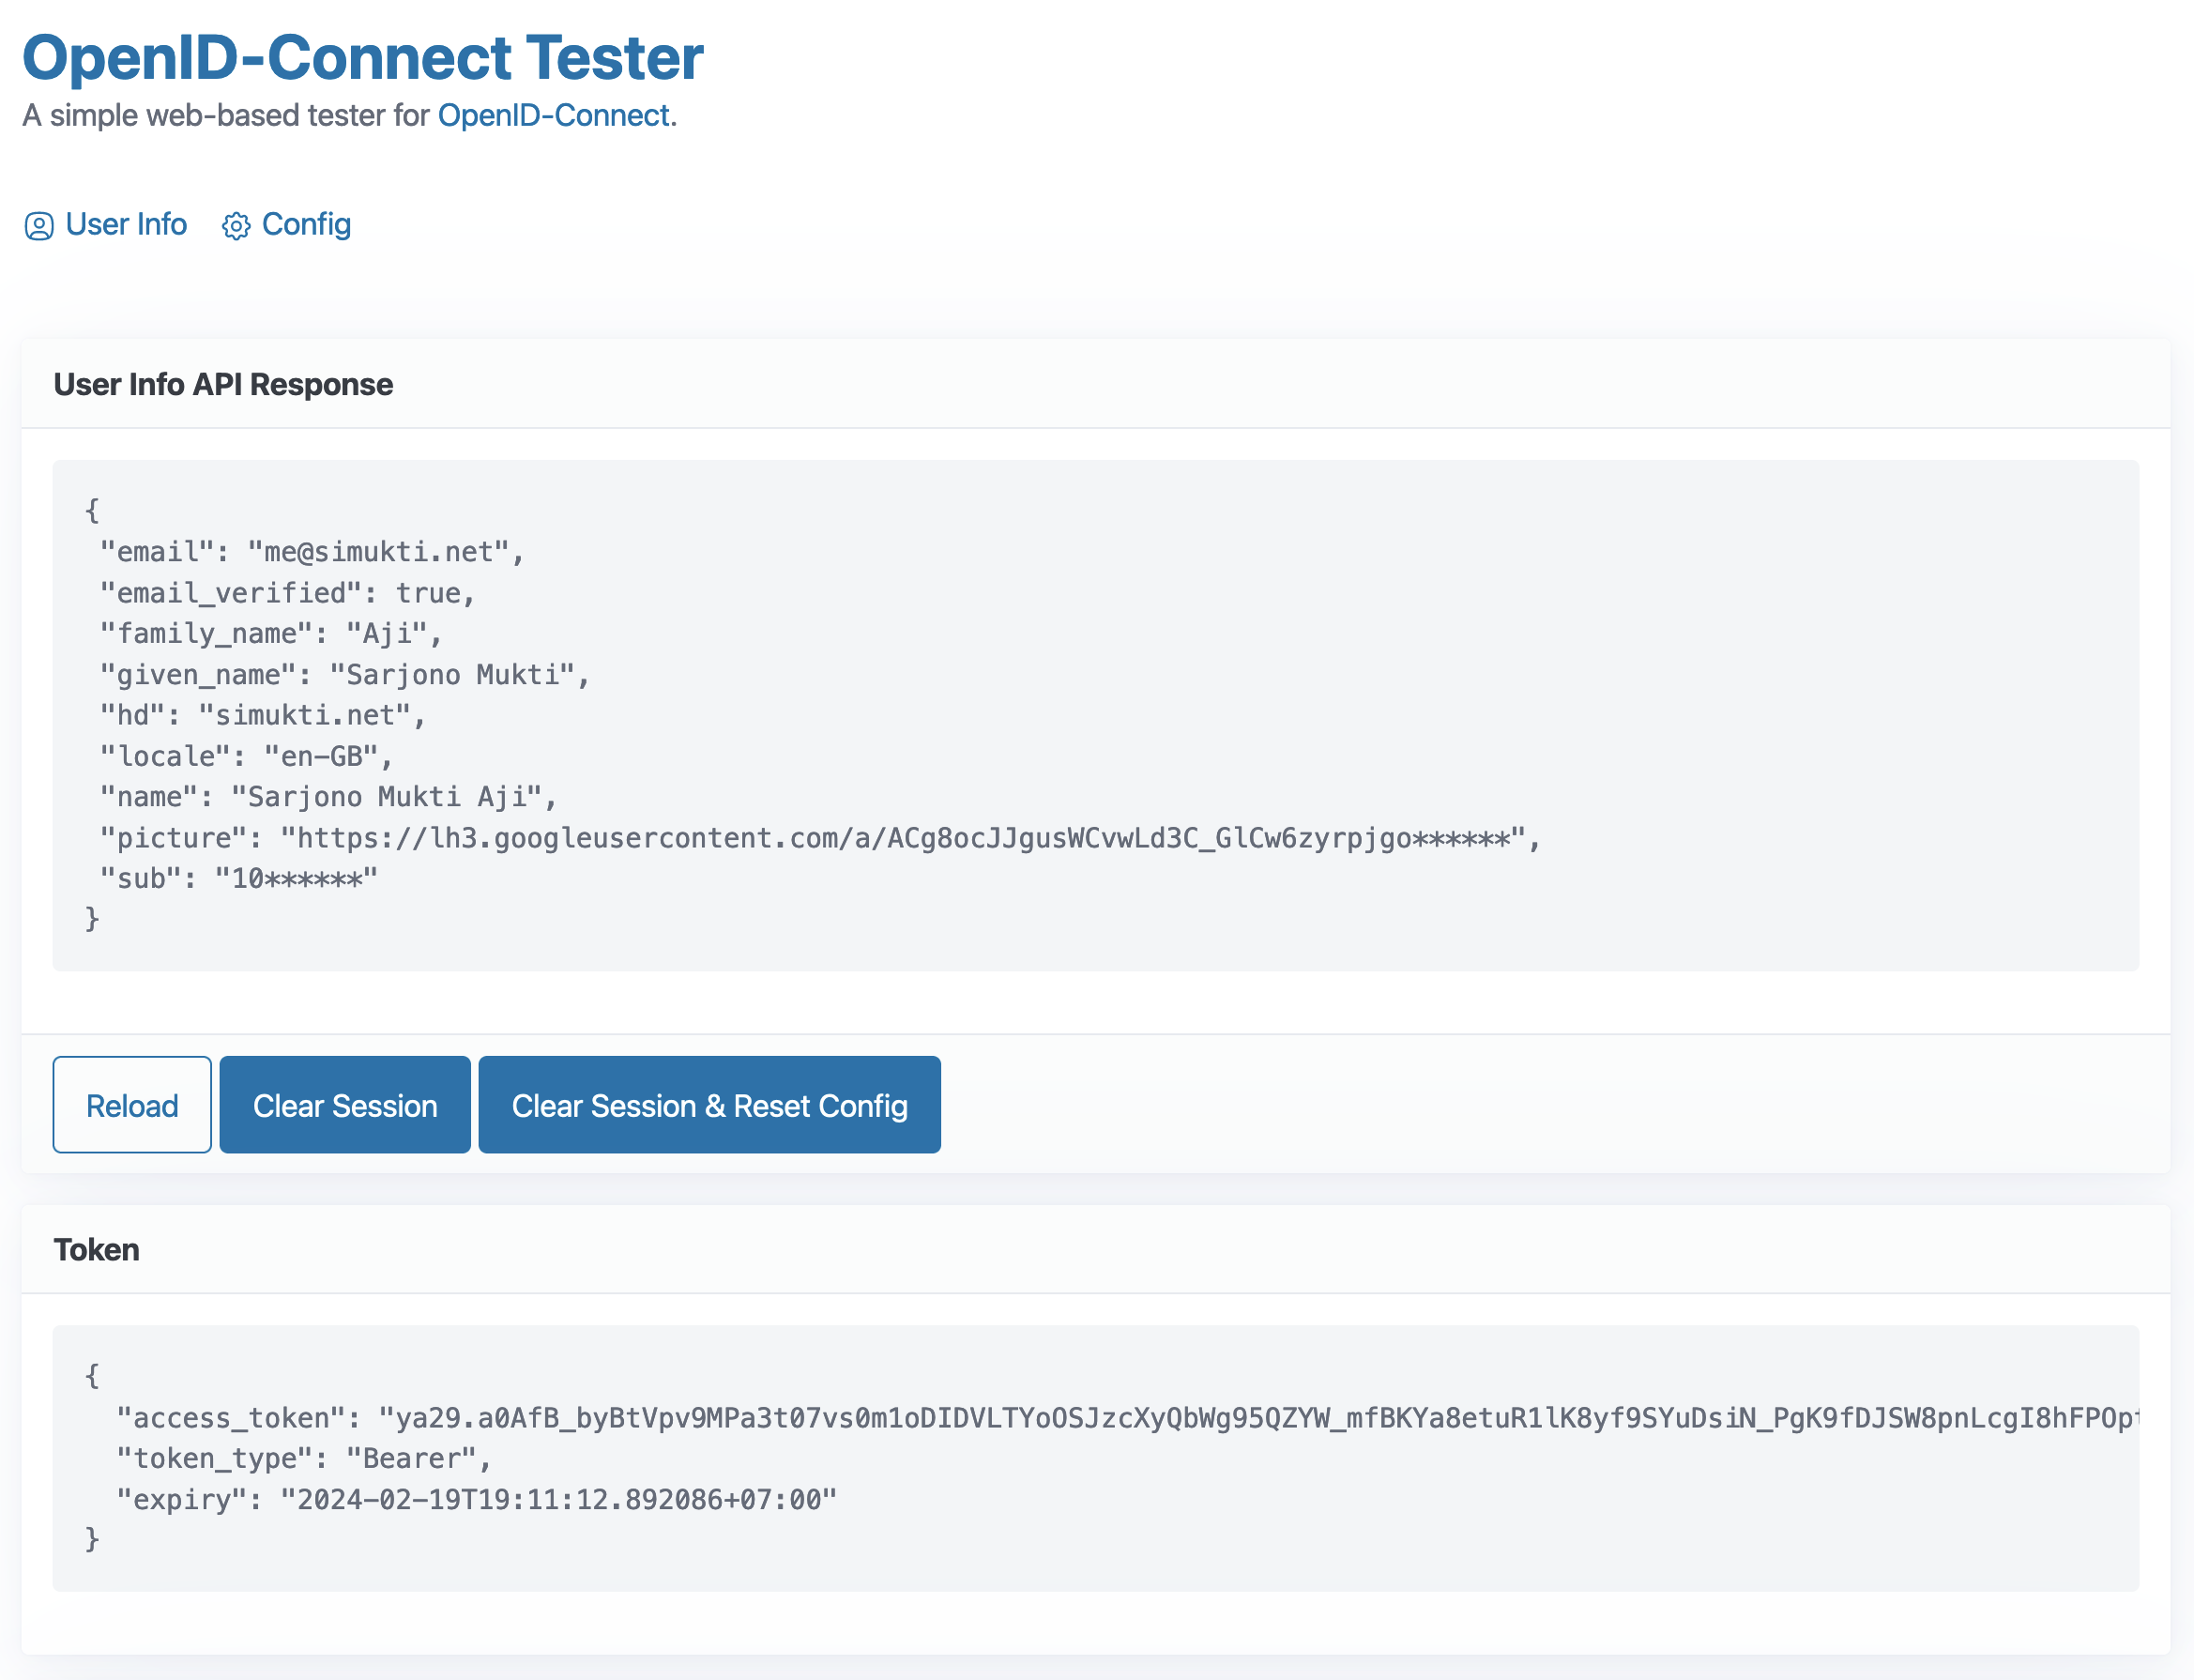 OpenID-Connect Tester
A simple web-based tester for OpenID-Connect.
User Info Config
User Info API Response
{
"email": "me@simukti.net",
"email_verified": true,
"family_name": "Aji",
"given_name": "Sarjono Mukti",
"hd": "simukti.net",
"locale": "en-GB",
"name": "Sarjono Mukti Aji",
"picture": "https://lh3.googleusercontent.com/a/ACg8ocJJgusWCvwLd3C_GlCw6zyrpjgo******",
"sub": "10******"
}
Reload Clear Session Clear Session & Reset Config
Token
{
"access_token": "ya29.a0AfB_byBtVpv9MPa3t07vs0m1oDIDVLTYoOSJzcXyQbWg95QZYW_mfBKYa8etuR1lK8yf9SYuDsiN_PgK9fDJSW8pnLcgI8hFPOpt
"token_type": "Bearer",
"expiry": "2024-02-19T19:11:12.892086+07:00"
}